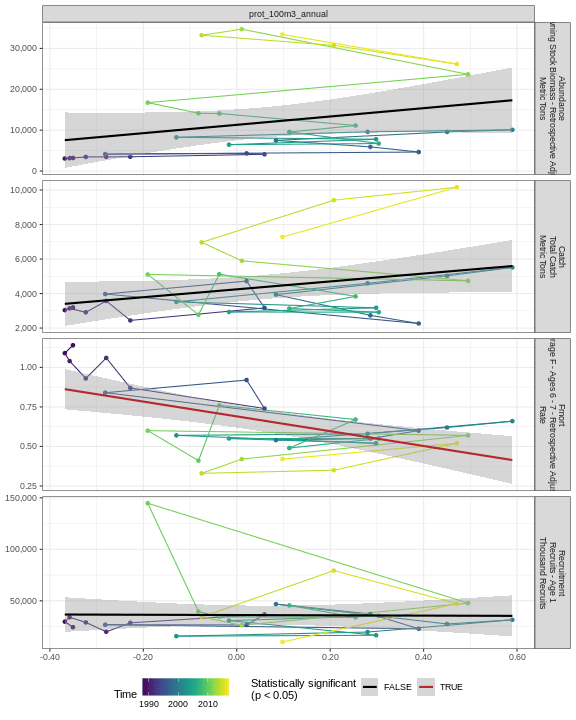 prot_100m3_annual
30,000
20,000
10,000
0
Abundance
Stock Biomass - Retrospective
Metric Tons
10,000
8,000
6,000
4,000
2,000
Catch
Total Catch
Metric Tons
1.00
0.75
0.50
0.25
Fmort
F - Ages 6 - 7 - Retrospective
Rate
150,000
100,000
50,000
Recruitment
Recruits - Age 1
Thousand Recruits
-0.40
-0.20
0.00
0.20
0.40
0.60
Time
1990
2000
2010
Statistically significant
(p < 0.05)
FALSE
TRUE